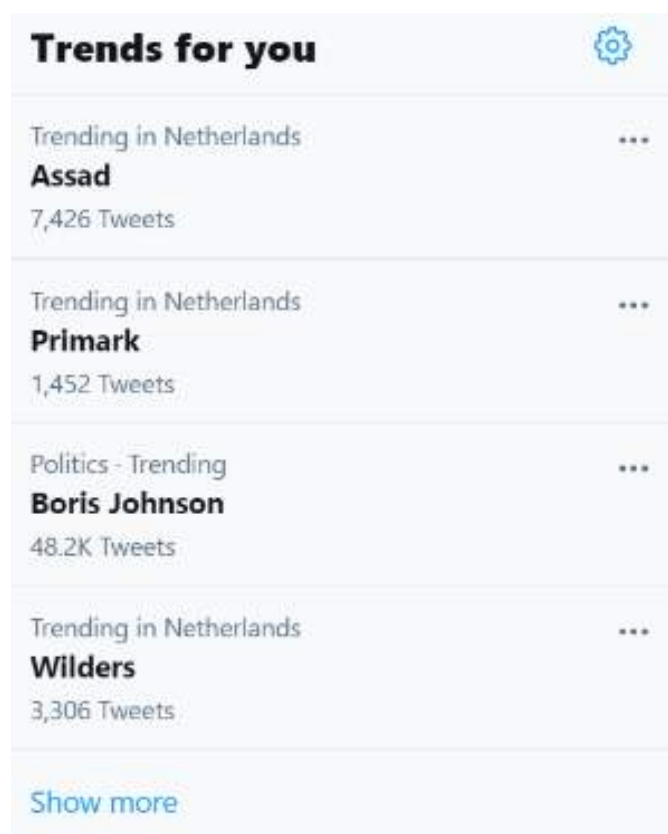 Trends for you
Trending in Netherlands
Assad
7,426 Tweets
Trending in Netherlands
Primark
1,452 Tweets
Politics - Trending
Boris Johnson
48.2K Tweets
Trending in Netherlands
Wilders
3,306 Tweets
Show more